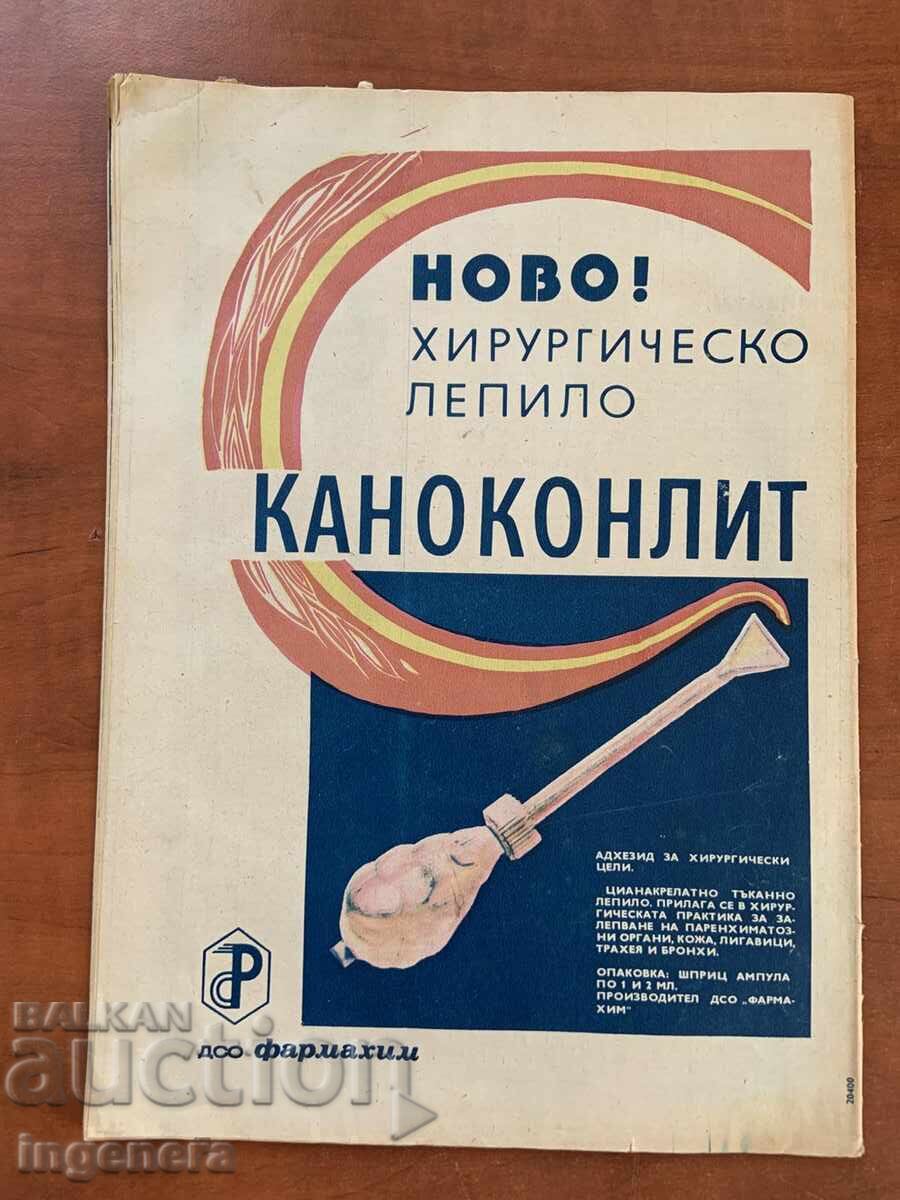 НОВО!
ХИРУРГИЧЕСКО
ЛЕПИЛО
КАНОКОНЛИТ
АДХЕЗИД ЗА ХИРУРГИЧЕСКИ
ЦЕЛИ.
ЦИАНАКРЕЛАТНО ТЪКАННО
ЛЕПИЛО. ПРИЛАГА СЕ В ХИРУР-
ГИЧЕСКАТА ПРАКТИКА ЗА ЗА-
ЛЕПВАНЕ НА ПАРЕНХИМАТОЗ-
НИ ОРГАНИ, КОЖА, ЛИГАВИЦИ,
ТРАХЕЯ И БРОНХИ.
ОПАКОВКА: ШПРИЦ АМПУЛА
ПО 1 И 2 МЛ.
ПРОИЗВОДИТЕЛ ДСО „ФАРМА-
ХИМ"
ДСО фармахим
20400
BALKAN
auction
ingenera